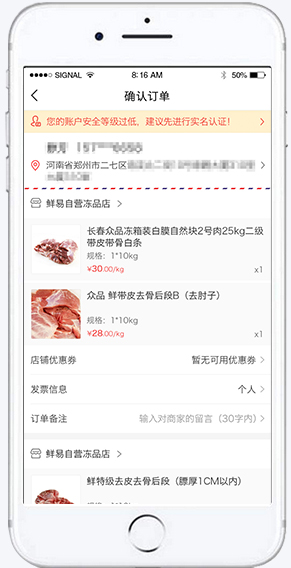 SIGNAL 8:16 AM 50%
确认订单
您的账户安全等级过低、建议先进行实名认证！
河南省郑州市二七区
鲜易自营冻品店
长春众品冻箱装白膜自然块2号肉25kg二级
带皮带骨白条
规格：1*10kg
¥30.00/kg x1
众品 鲜带皮去骨后段B（去肘子）
规格：1*10kg
¥28.00/kg x1
店铺优惠券 暂无可用优惠券
发票信息 个人
订单备注 输入对商家的留言（30字内）
鲜易自营冻品店
鲜特级去皮去骨后段（膘厚1CM以内）